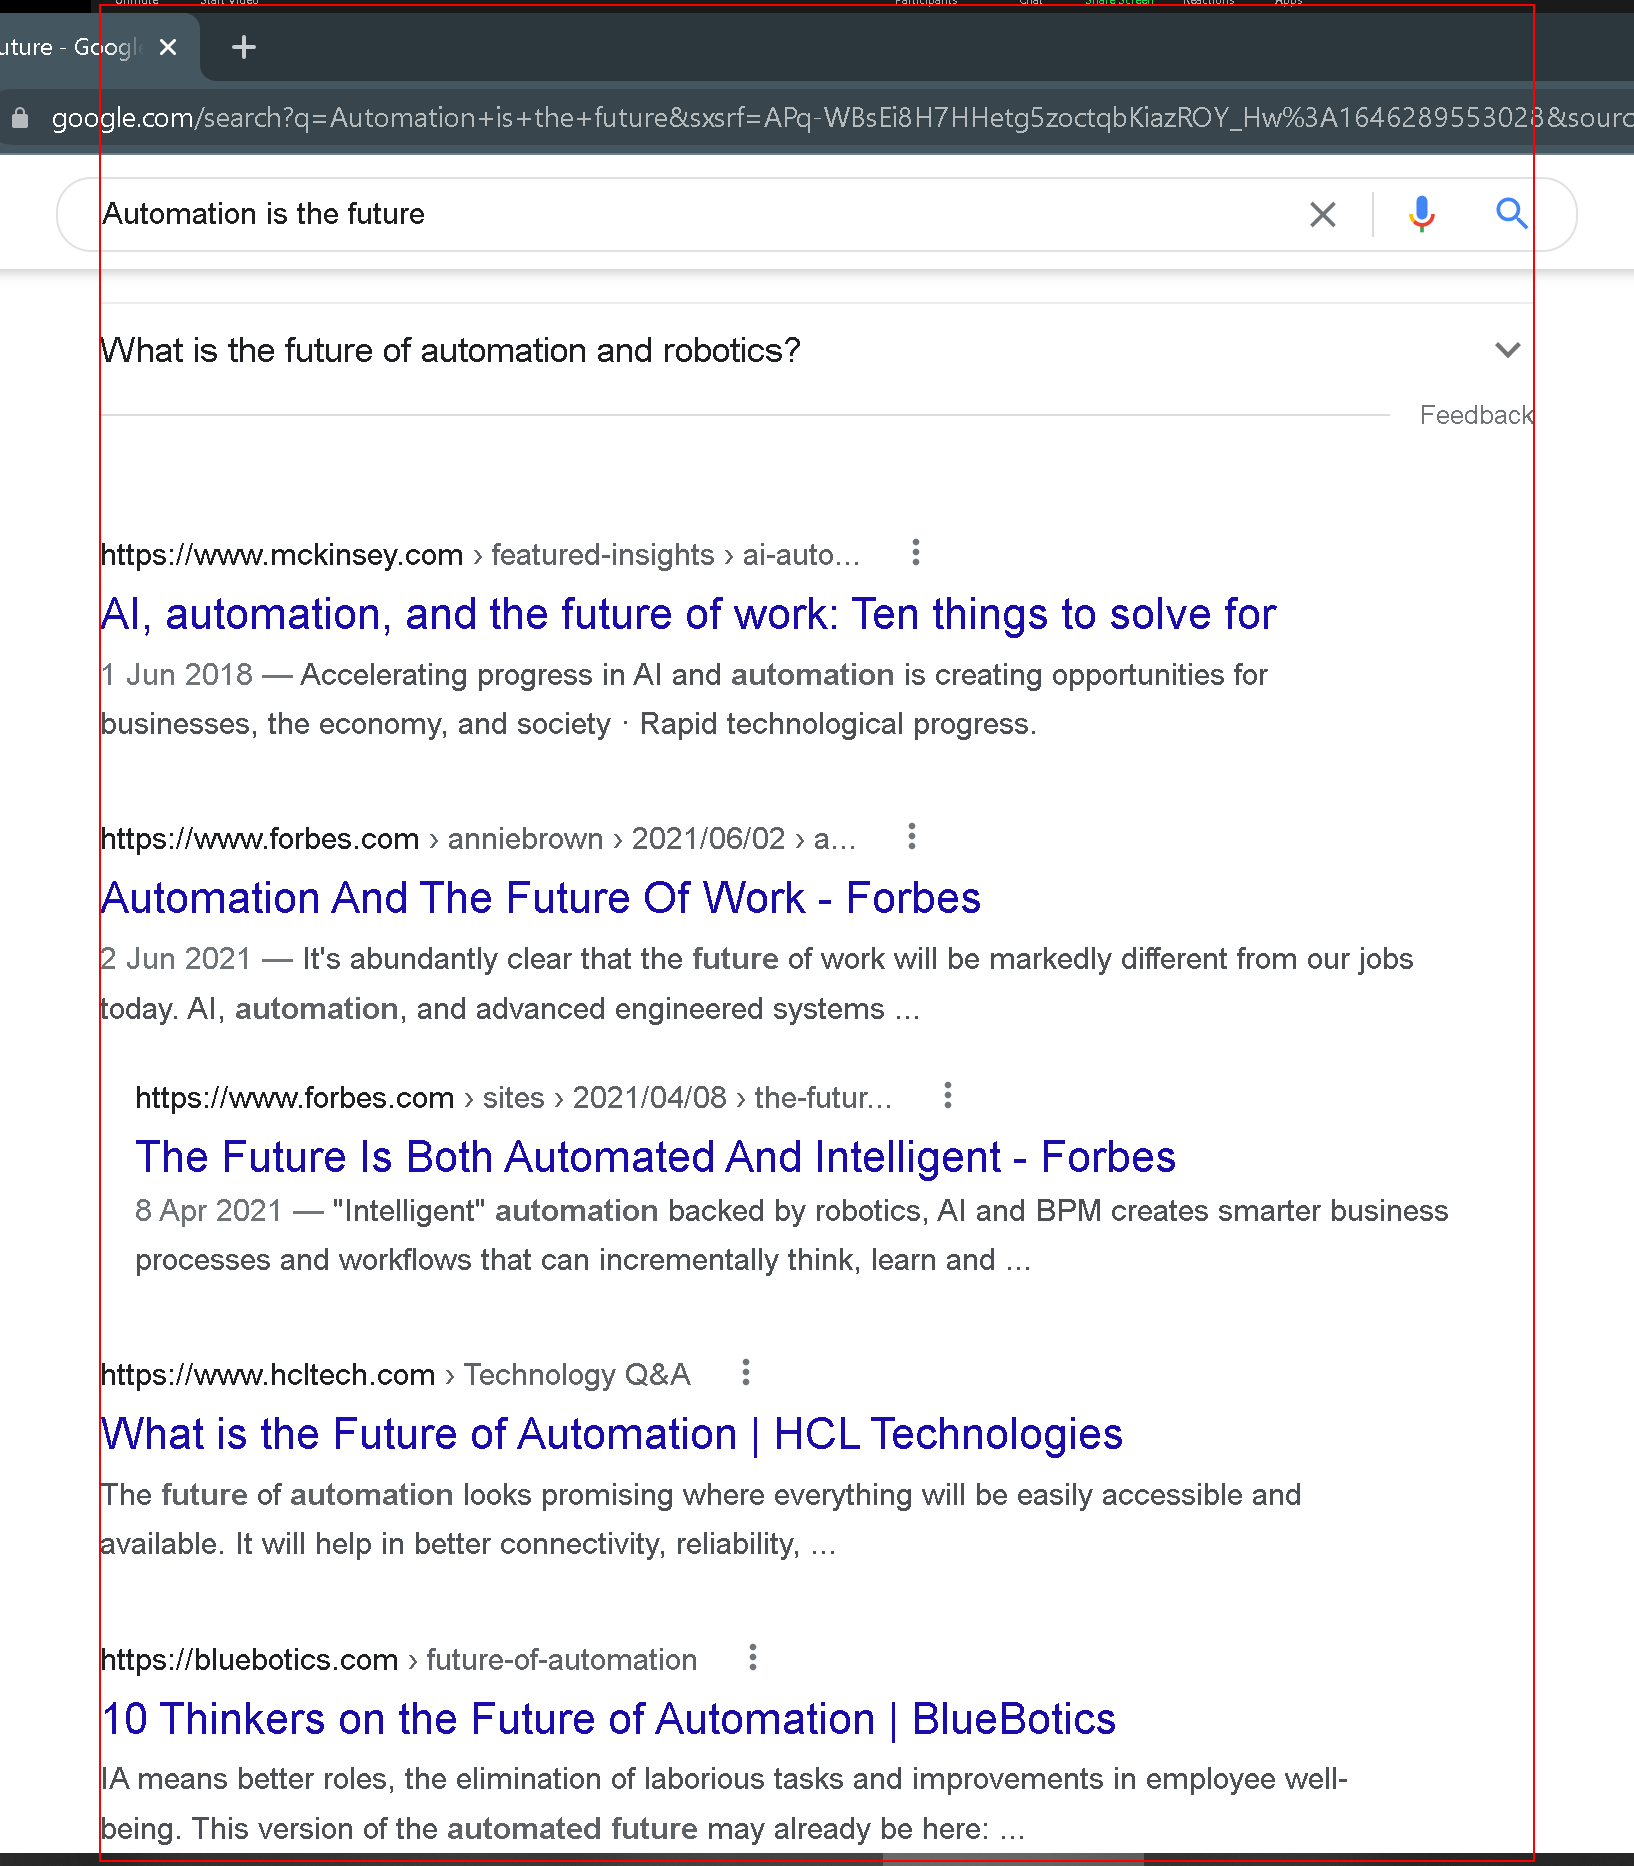 Unmute Start Video Participants Chat Share Screen Reactions Apps
uture - Google
google.com/search?q=Automation+is+the+future&sxsrf=APq-WBsEi8H7HHetg5zoctqbKiazROY_Hw%3A1646289553028&sourc
Automation is the future
What is the future of automation and robotics?
Feedback
https://www.mckinsey.com › featured-insights › ai-auto...
AI, automation, and the future of work: Ten things to solve for
1 Jun 2018 — Accelerating progress in AI and automation is creating opportunities for
businesses, the economy, and society · Rapid technological progress.
https://www.forbes.com › anniebrown › 2021/06/02 › a...
Automation And The Future Of Work - Forbes
2 Jun 2021 — It's abundantly clear that the future of work will be markedly different from our jobs
today. AI, automation, and advanced engineered systems ...
https://www.forbes.com › sites › 2021/04/08 › the-futur...
The Future Is Both Automated And Intelligent - Forbes
8 Apr 2021 — "Intelligent" automation backed by robotics, AI and BPM creates smarter business
processes and workflows that can incrementally think, learn and ...
https://www.hcltech.com › Technology Q&A
What is the Future of Automation | HCL Technologies
The future of automation looks promising where everything will be easily accessible and
available. It will help in better connectivity, reliability, ...
https://bluebotics.com › future-of-automation
10 Thinkers on the Future of Automation | BlueBotics
IA means better roles, the elimination of laborious tasks and improvements in employee well-
being. This version of the automated future may already be here: ...